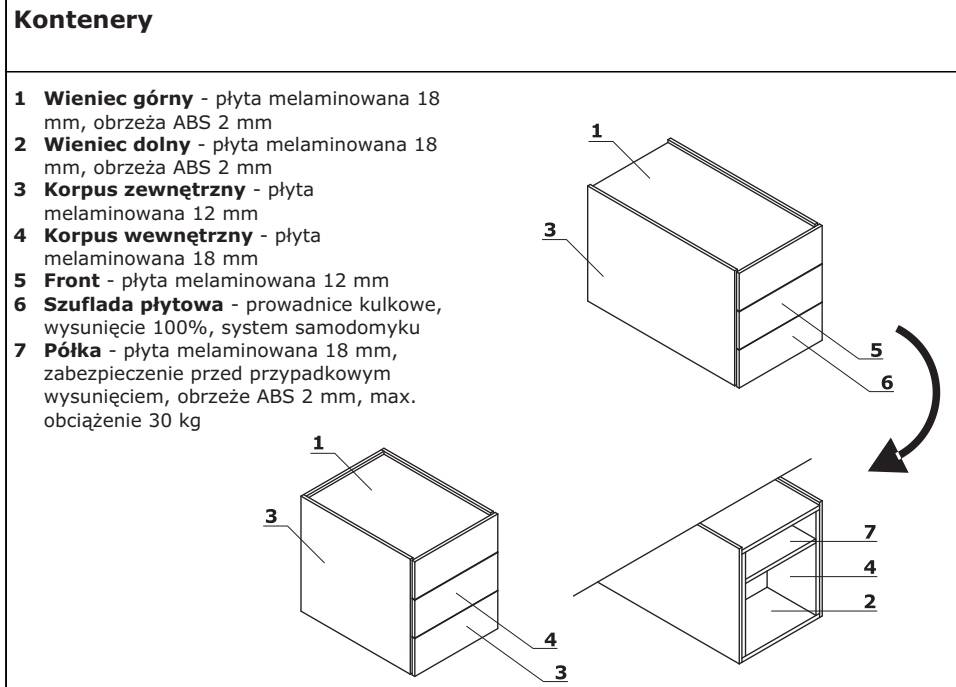 Kontenery
1 Wieniec górny - płyta melaminowana 18
mm, obrzeża ABS 2 mm
2 Wieniec dolny - płyta melaminowana 18
mm, obrzeża ABS 2 mm
3 Korpus zewnętrzny - płyta
melaminowana 12 mm
4 Korpus wewnętrzny - płyta
melaminowana 18 mm
5 Front - płyta melaminowana 12 mm
6 Szuflada płytowa - prowadnice kulkowe,
wysunięcie 100%, system samodomyku
7 Półka - płyta melaminowana 18 mm,
zabezpieczenie przed przypadkowym
wysunięciem, obrzeże ABS 2 mm, max.
obciążenie 30 kg
1
3
5
6
1
3
4
3
7
4
2